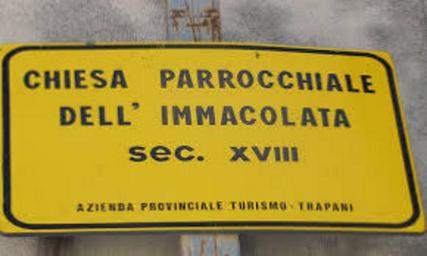 CHIESA PARROCCHIALE
DELL' IMMACOLATA
sec. XVIII
AZIENDA PROVINCIALE TURISMO - TRAPANI